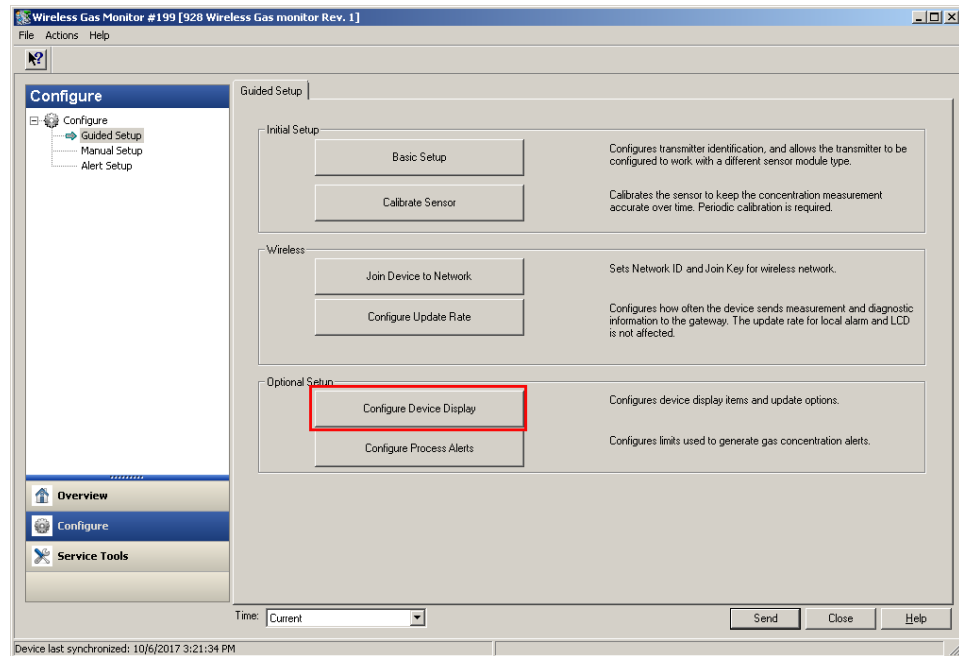 Wireless Gas Monitor #199 [928 Wireless Gas monitor Rev. 1]
File Actions Help
Configure
Configure
Guided Setup
Manual Setup
Alert Setup
Overview
Configure
Service Tools
Guided Setup
Initial Setup
Basic Setup
Configures transmitter identification, and allows the transmitter to be
configured to work with a different sensor module type.
Calibrate Sensor
Calibrates the sensor to keep the concentration measurement
accurate over time. Periodic calibration is required.
Wireless
Join Device to Network
Sets Network ID and Join Key for wireless network.
Configure Update Rate
Configures how often the device sends measurement and diagnostic
information to the gateway. The update rate for local alarm and LCD
is not affected.
Optional Setup
Configure Device Display
Configures device display items and update options.
Configure Process Alerts
Configures limits used to generate gas concentration alerts.
Time: Current
Send Close Help
Device last synchronized: 10/6/2017 3:21:34 PM